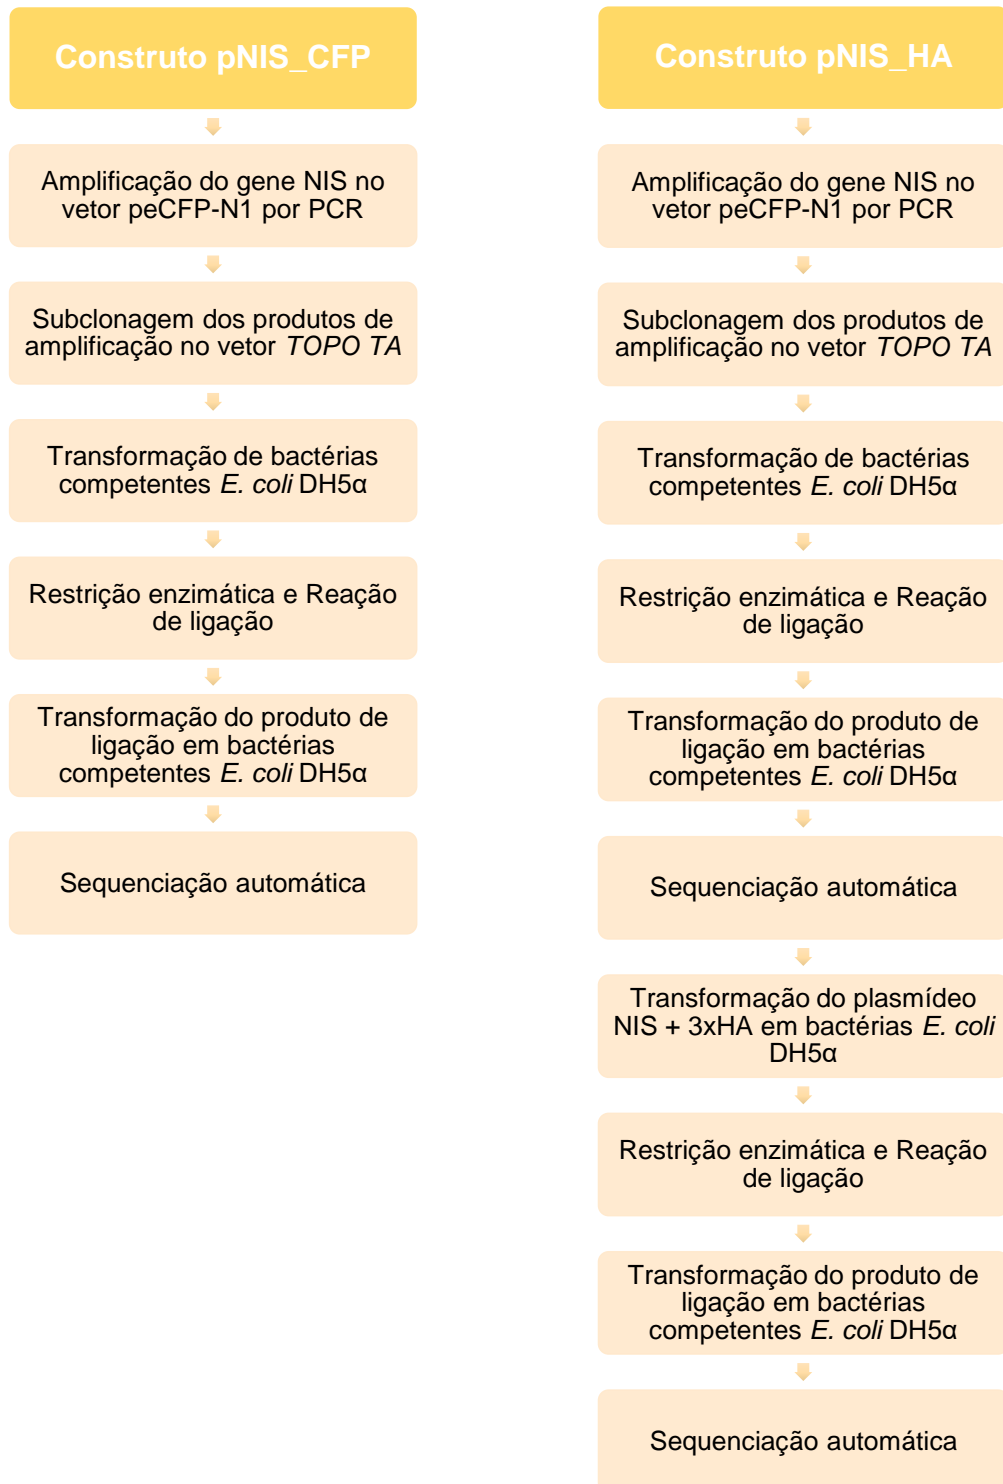 Construto pNIS_CFP
Amplificação do gene NIS no
vetor peCFP-N1 por PCR
Subclonagem dos produtos de
amplificação no vetor TOPO TA
Transformação de bactérias
competentes E. coli DH5α
Restrição enzimática e Reação
de ligação
Transformação do produto de
ligação em bactérias
competentes E. coli DH5α
Sequenciação automática
Construto pNIS_HA
Amplificação do gene NIS no
vetor peCFP-N1 por PCR
Subclonagem dos produtos de
amplificação no vetor TOPO TA
Transformação de bactérias
competentes E. coli DH5α
Restrição enzimática e Reação
de ligação
Transformação do produto de
ligação em bactérias
competentes E. coli DH5α
Sequenciação automática
Transformação do plasmídeo
NIS + 3xHA em bactérias E. coli
DH5α
Restrição enzimática e Reação
de ligação
Transformação do produto de
ligação em bactérias
competentes E. coli DH5α
Sequenciação automática